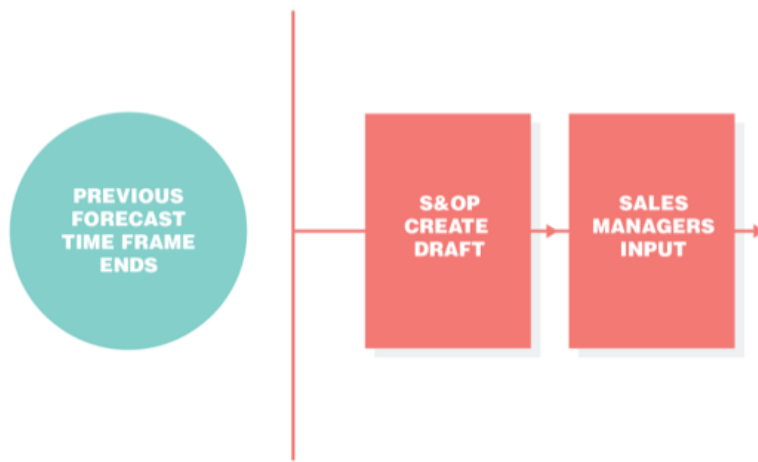 PREVIOUS
FORECAST
TIME FRAME
ENDS
S&OP
CREATE
DRAFT
SALES
MANAGERS
INPUT